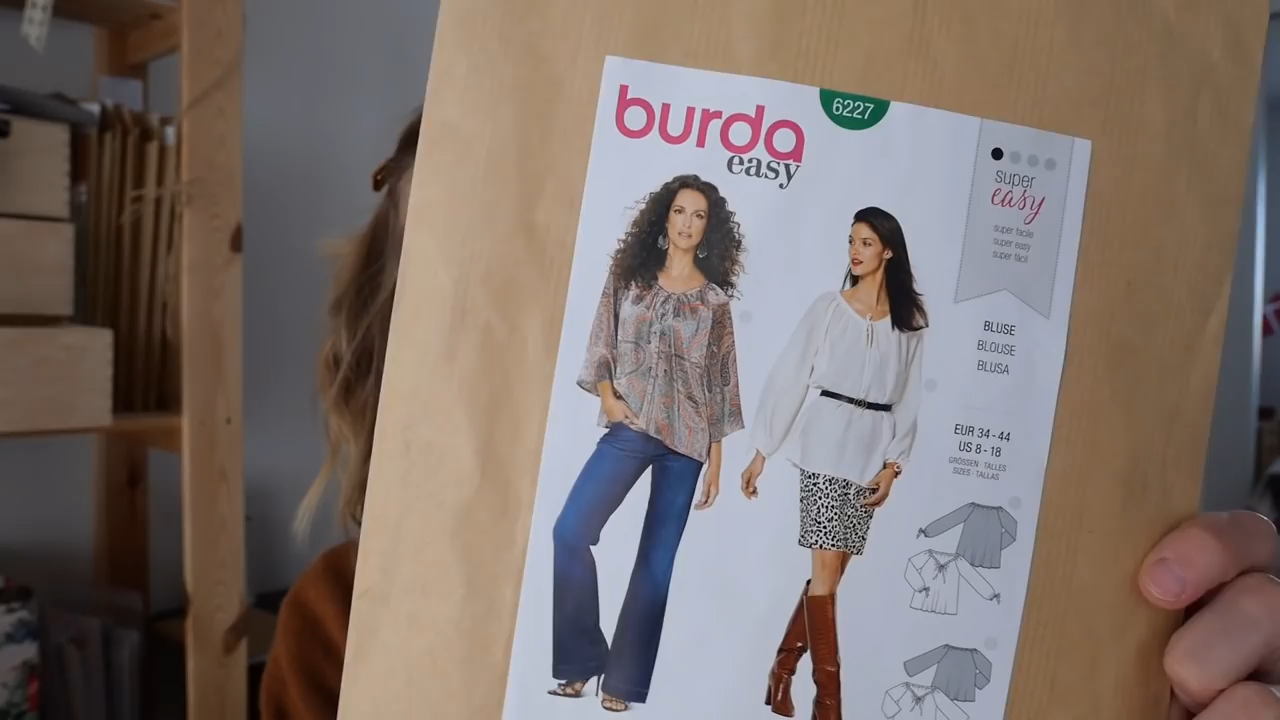 burda
easy
6227
super
easy
super facile
super easy
super fácil
BLUSE
BLOUSE
BLUSA
EUR 34 - 44
US 8 - 18
GRÖSSEN · TALLES
SIZES · TALLAS